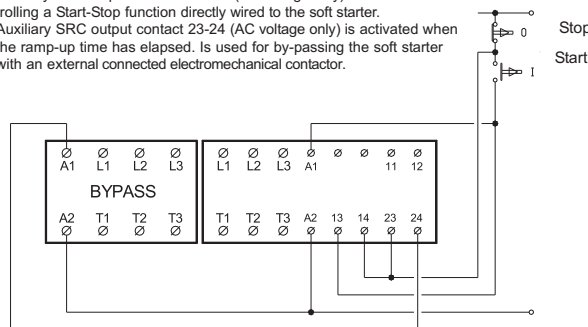 rolling a Start-Stop function directly wired to the soft starter.
Auxiliary SRC output contact 23-24 (AC voltage only) is activated when
the ramp-up time has elapsed. Is used for by-passing the soft starter
with an external connected electromechanical contactor.
0 Stop
Start
I
A1 L1 L2 L3 L1 L2 L3 A1 11 12
BYPASS
A2 T1 T2 T3 T1 T2 T3 A2 13 14 23 24